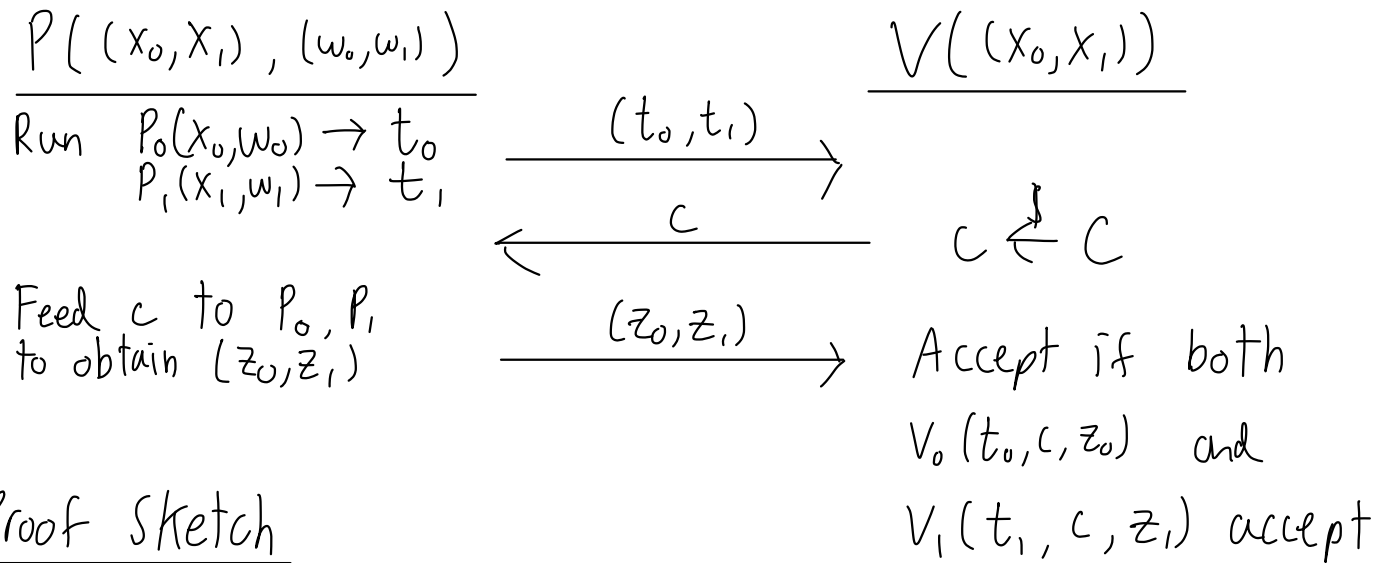 P((x₀,x₁),(w₀,w₁))
V((x₀,x₁))
Run P₀(x₀,w₀) → t₀
P₁(x₁,w₁) → t₁
(t₀,t₁)
c
c ←$ C
Feed c to P₀,P₁
to obtain (z₀,z₁)
(z₀,z₁)
Accept if both
V₀(t₀,c,z₀) and
V₁(t₁,c,z₁) accept
Proof Sketch